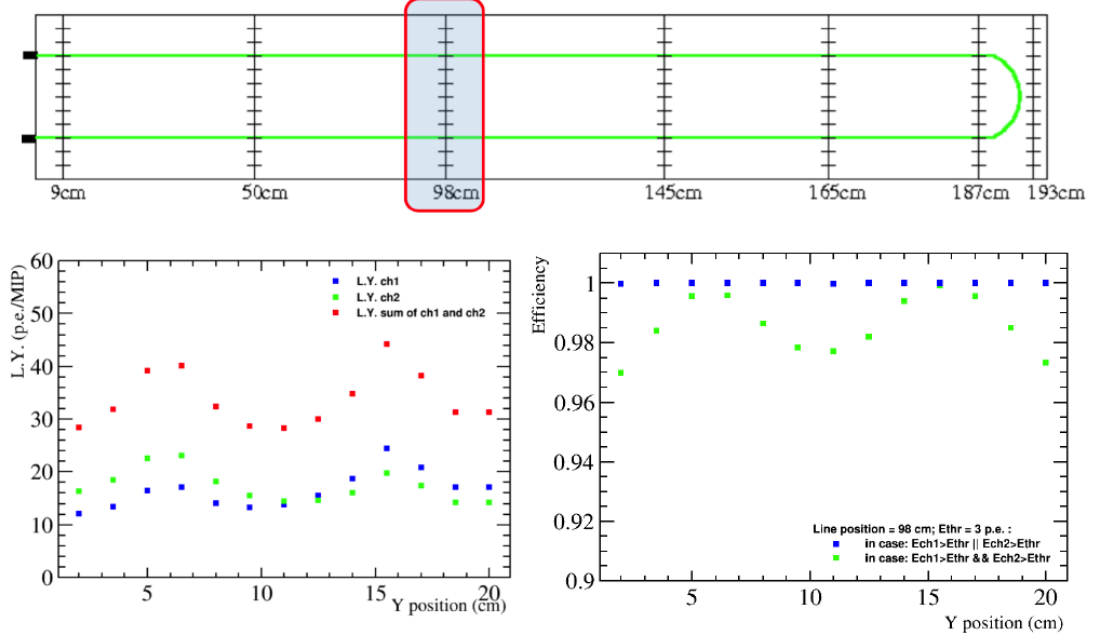 9cm 50cm 98cm 145cm 165cm 187cm 193cm
L.Y. (p.e./MIP)
60
50
40
30
20
10
0
L.Y. ch1
L.Y. ch2
L.Y. sum of ch1 and ch2
5 10 15 20
Y position (cm)
Efficiency
1
0.98
0.96
0.94
0.92
0.9
Line position = 98 cm; Ethr = 3 p.e. :
in case: Ech1>Ethr || Ech2>Ethr
in case: Ech1>Ethr && Ech2>Ethr
5 10 15 20
Y position (cm)